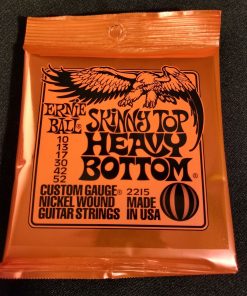 ERNIE
BALL®
SKINNY TOP
HEAVY
BOTTOM®
10
13
17
30
42
52
CUSTOM GAUGE® 2215
NICKEL WOUND MADE
GUITAR STRINGS IN USA